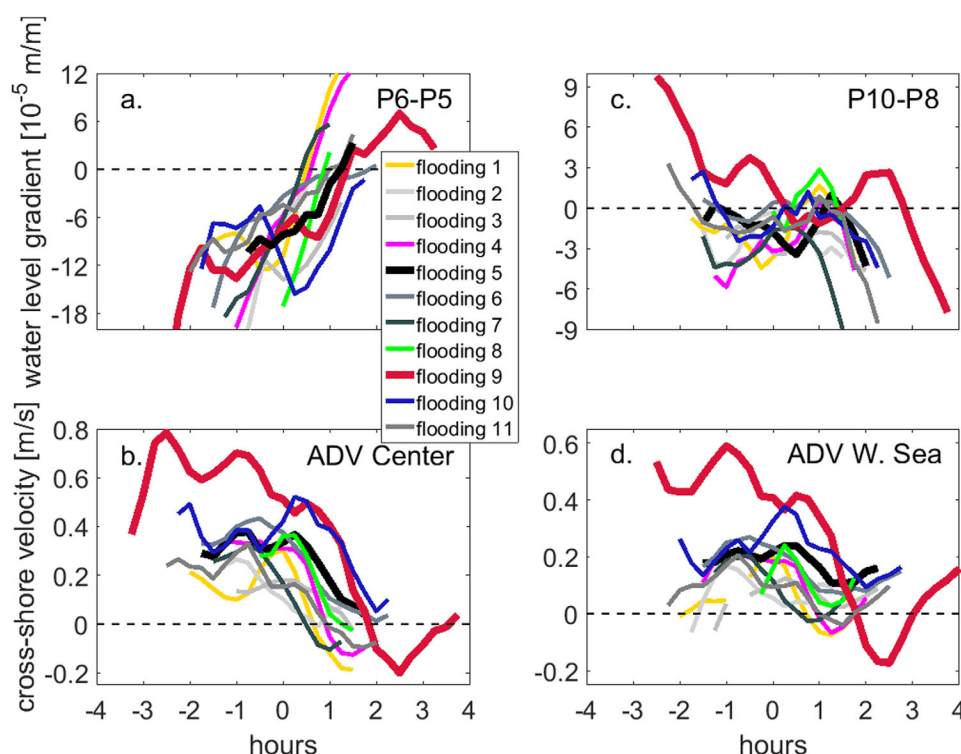 water level gradient [10-5 m/m]
12
6
0
-6
-12
-18
a.
P6-P5
9
6
3
0
-3
-6
-9
c.
P10-P8
flooding 1
flooding 2
flooding 3
flooding 4
flooding 5
flooding 6
flooding 7
flooding 8
flooding 9
flooding 10
flooding 11
cross-shore velocity [m/s]
0.8
0.6
0.4
0.2
0
-0.2
b.
ADV Center
-4 -3 -2 -1 0 1 2 3 4
hours
0.65
0.4
0.2
0
-0.2
d.
ADV W. Sea
-4 -3 -2 -1 0 1 2 3 4
hours